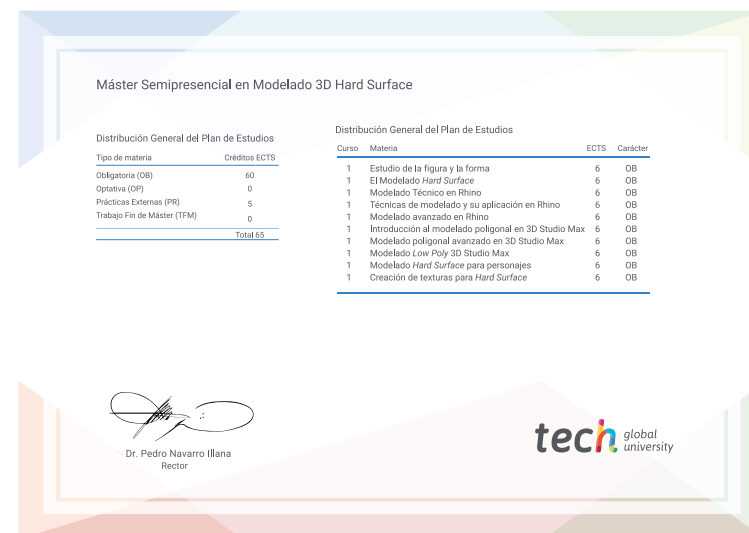 Máster Semipresencial en Modelado 3D Hard Surface
Distribución General del Plan de Estudios
Tipo de materia Créditos ECTS
Obligatoria (OB) 60
Optativa (OP) 0
Prácticas Externas (PR) 5
Trabajo Fin de Máster (TFM) 0
Total 65
Distribución General del Plan de Estudios
Curso Materia ECTS Carácter
1 Estudio de la figura y la forma 6 OB
1 El Modelado Hard Surface 6 OB
1 Modelado Técnico en Rhino 6 OB
1 Técnicas de modelado y su aplicación en Rhino 6 OB
1 Modelado avanzado en Rhino 6 OB
1 Introducción al modelado poligonal en 3D Studio Max 6 OB
1 Modelado poligonal avanzado en 3D Studio Max 6 OB
1 Modelado Low Poly 3D Studio Max 6 OB
1 Modelado Hard Surface para personajes 6 OB
1 Creación de texturas para Hard Surface 6 OB
Dr. Pedro Navarro Illana
Rector
tech global
university